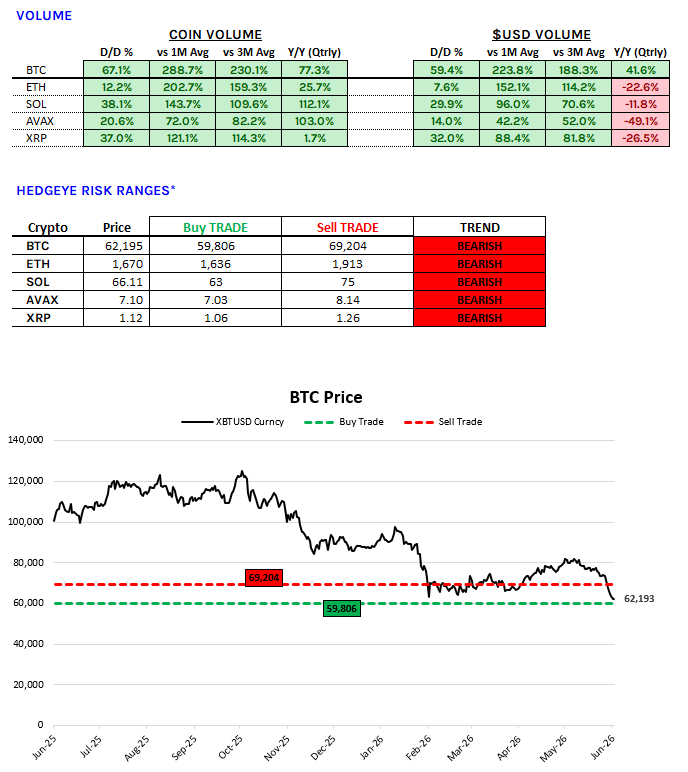 VOLUME
COIN VOLUME $USD VOLUME
D/D % vs 1M Avg vs 3M Avg Y/Y (Qtrly) D/D % vs 1M Avg vs 3M Avg Y/Y (Qtrly)
BTC 67.1% 288.7% 230.1% 77.3% 59.4% 223.8% 188.3% 41.6%
ETH 12.2% 202.7% 159.3% 25.7% 7.6% 152.1% 114.2% -22.6%
SOL 38.1% 143.7% 109.6% 112.1% 29.9% 96.0% 70.6% -11.8%
AVAX 20.6% 72.0% 82.2% 103.0% 14.0% 42.2% 52.0% -49.1%
XRP 37.0% 121.1% 114.3% 1.7% 32.0% 88.4% 81.8% -26.5%
HEDGEYE RISK RANGES*
Crypto Price Buy TRADE Sell TRADE TREND
BTC 62,195 59,806 69,204 BEARISH
ETH 1,670 1,636 1,913 BEARISH
SOL 66.11 63 75 BEARISH
AVAX 7.10 7.03 8.14 BEARISH
XRP 1.12 1.06 1.26 BEARISH
BTC Price
XBTUSD Curncy Buy Trade Sell Trade
140,000
120,000
100,000
80,000
69,204
60,000
59,806
62,193
40,000
20,000
0
Jun-25 Jul-25 Aug-25 Sep-25 Oct-25 Nov-25 Dec-25 Jan-26 Feb-26 Mar-26 Apr-26 May-26 Jun-26